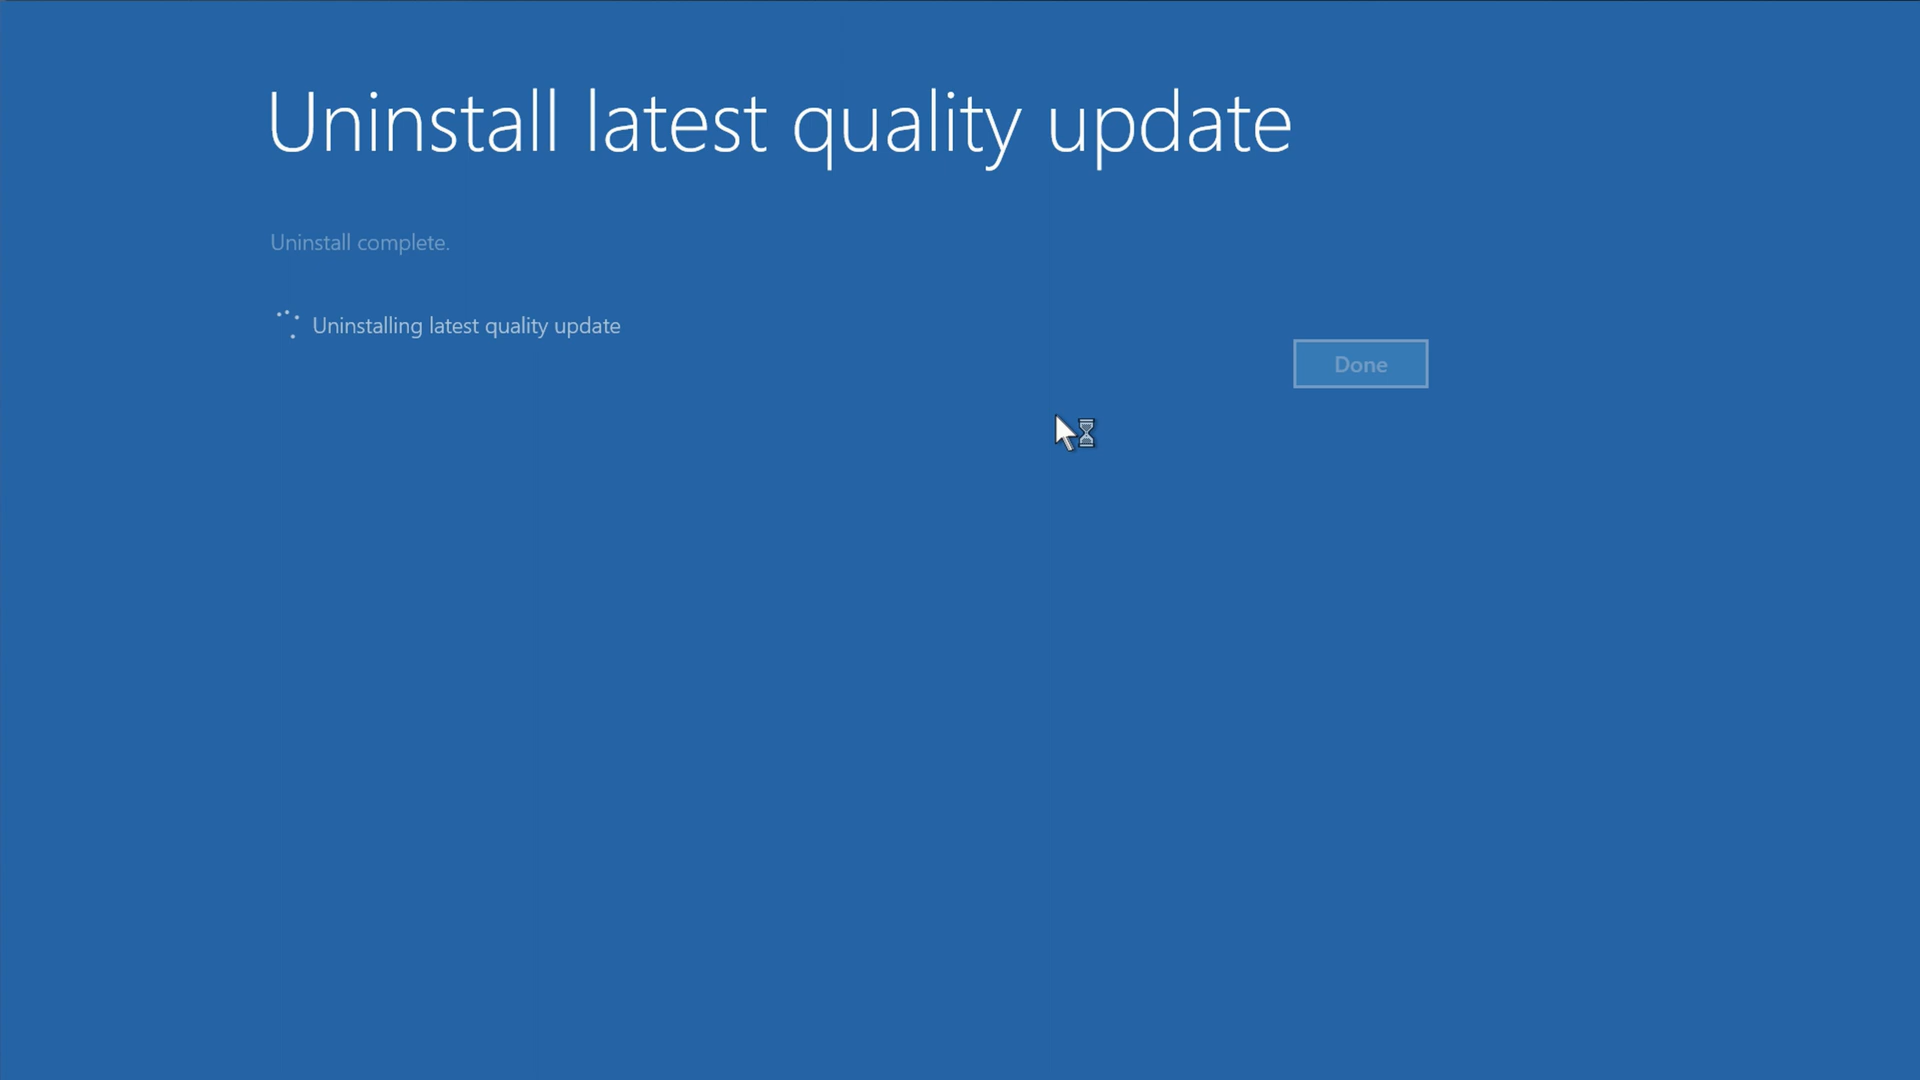 Uninstall latest quality update
Uninstall complete.
Uninstalling latest quality update
Done